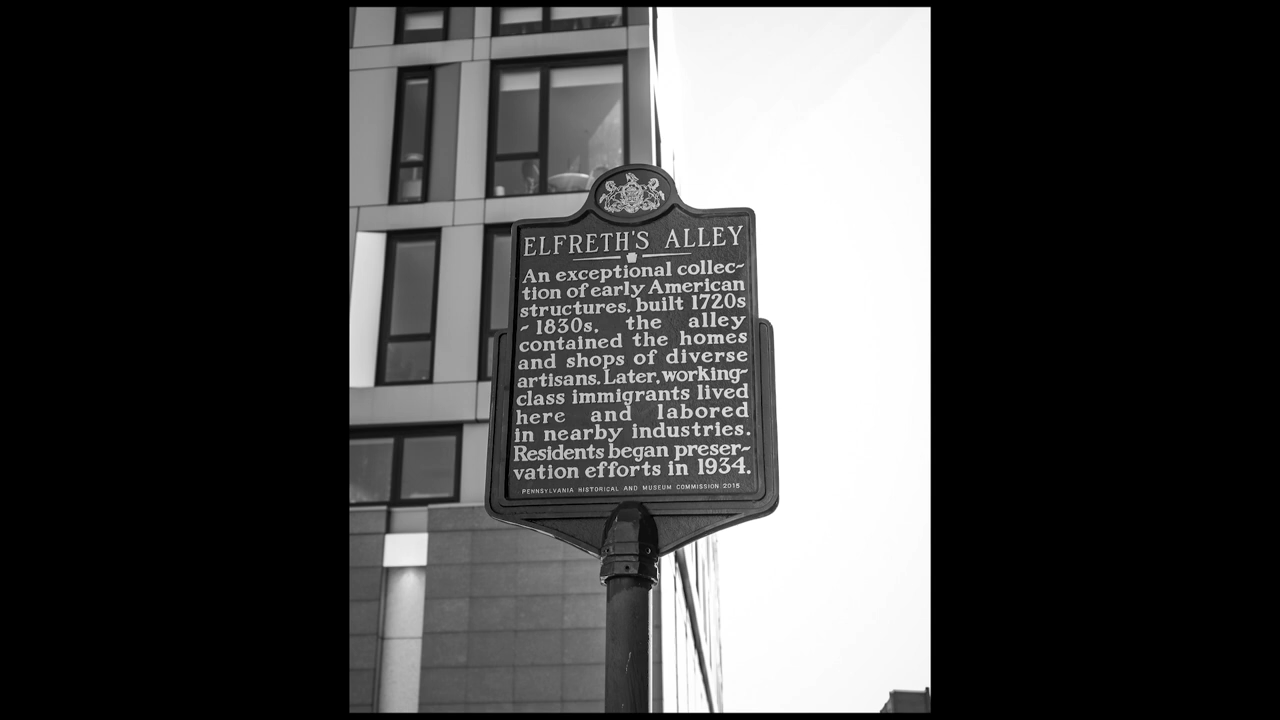 ELFRETH'S ALLEY
An exceptional collec-
tion of early American
structures, built 1720s
- 1830s, the alley
contained the homes
and shops of diverse
artisans. Later, working-
class immigrants lived
here and labored
in nearby industries.
Residents began preser-
vation efforts in 1934.
PENNSYLVANIA HISTORICAL AND MUSEUM COMMISSION 2018